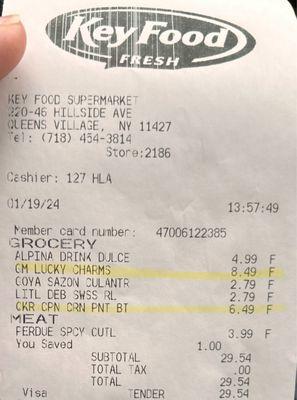 Key Food
FRESH
KEY FOOD SUPERMARKET
220-46 HILLSIDE AVE
QUEENS VILLAGE, NY 11427
Tel: (718) 454-3814
Store:2186
Cashier: 127 HLA
01/19/24 13:57:49
Member card number: 47006122385
GROCERY
ALPINA DRINK DULCE 4.99 F
GM LUCKY CHARMS 8.49 F
GOYA SAZON CULANTR 2.79 F
LITL DEB SWSS RL 2.79 F
QKR CPN CRN PNT BT 6.49 F
MEAT
PERDUE SPCY CUTL 3.99 F
You Saved 1.00
SUBTOTAL 29.54
TOTAL TAX .00
TOTAL 29.54
Visa TENDER 29.54